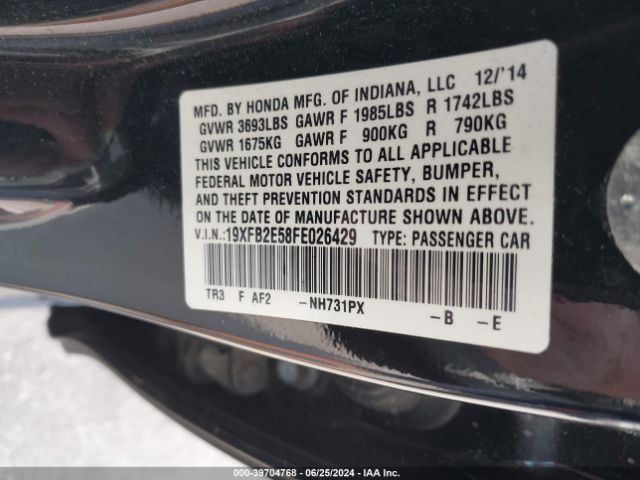 MFD. BY HONDA MFG. OF INDIANA, LLC 12/'14
GVWR 3693LBS GAWR F 1985LBS R 1742LBS
GVWR 1675KG GAWR F 900KG R 790KG
THIS VEHICLE CONFORMS TO ALL APPLICABLE
FEDERAL MOTOR VEHICLE SAFETY, BUMPER,
AND THEFT PREVENTION STANDARDS IN EFFECT
ON THE DATE OF MANUFACTURE SHOWN ABOVE.
V.I.N.:19XFB2E58FE026429 TYPE: PASSENGER CAR
TR3 F AF2 -NH731PX -B -E
000-39704768 - 06/25/2024 - IAA Inc.